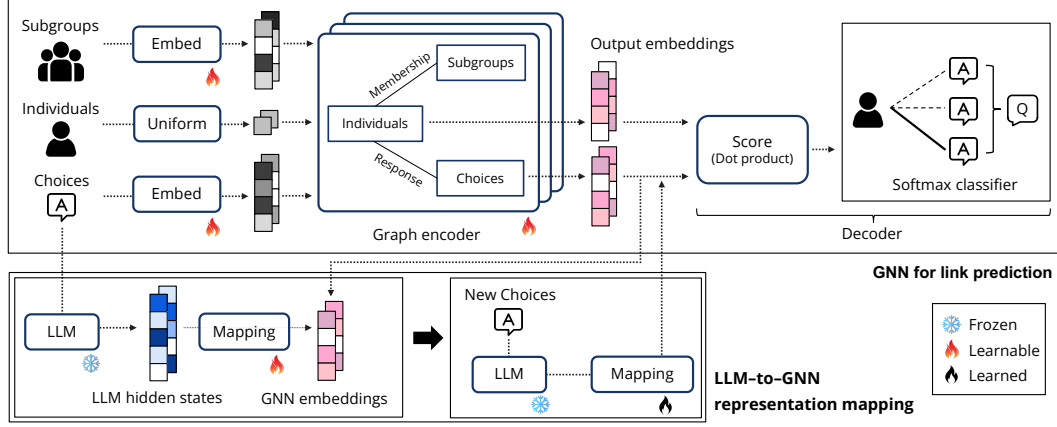 Subgroups
Embed
Individuals
Uniform
Choices
A
Embed
Membership
Subgroups
Individuals
Response
Choices
Graph encoder
Output embeddings
Score
(Dot product)
A
A
A
Q
Softmax classifier
Decoder
GNN for link prediction
LLM
Mapping
LLM hidden states
GNN embeddings
New Choices
A
LLM
Mapping
LLM–to–GNN
representation mapping
Frozen
Learnable
Learned